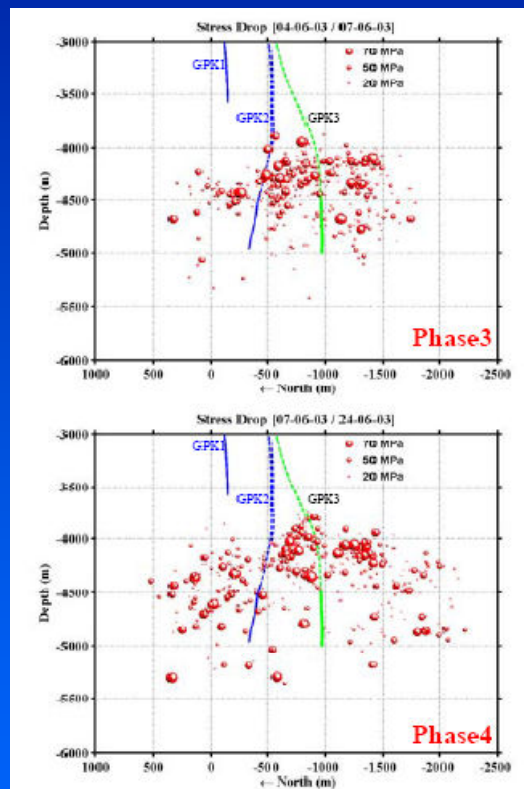 Stress Drop [04-06-03 / 07-06-03]
-3000
GPK1
70 MPa
50 MPa
20 MPa
-3500
GPK2
GPK3
-4000
Depth (m)
-4500
-5000
-5500
Phase3
-6000
1000 500 0 -500 -1000 -1500 -2000 -2500
← North (m)
Stress Drop [07-06-03 / 24-06-03]
-3000
GPK1
70 MPa
50 MPa
20 MPa
-3500
GPK2
GPK3
-4000
Depth (m)
-4500
-5000
-5500
Phase4
-6000
1000 500 0 -500 -1000 -1500 -2000 -2500
← North (m)